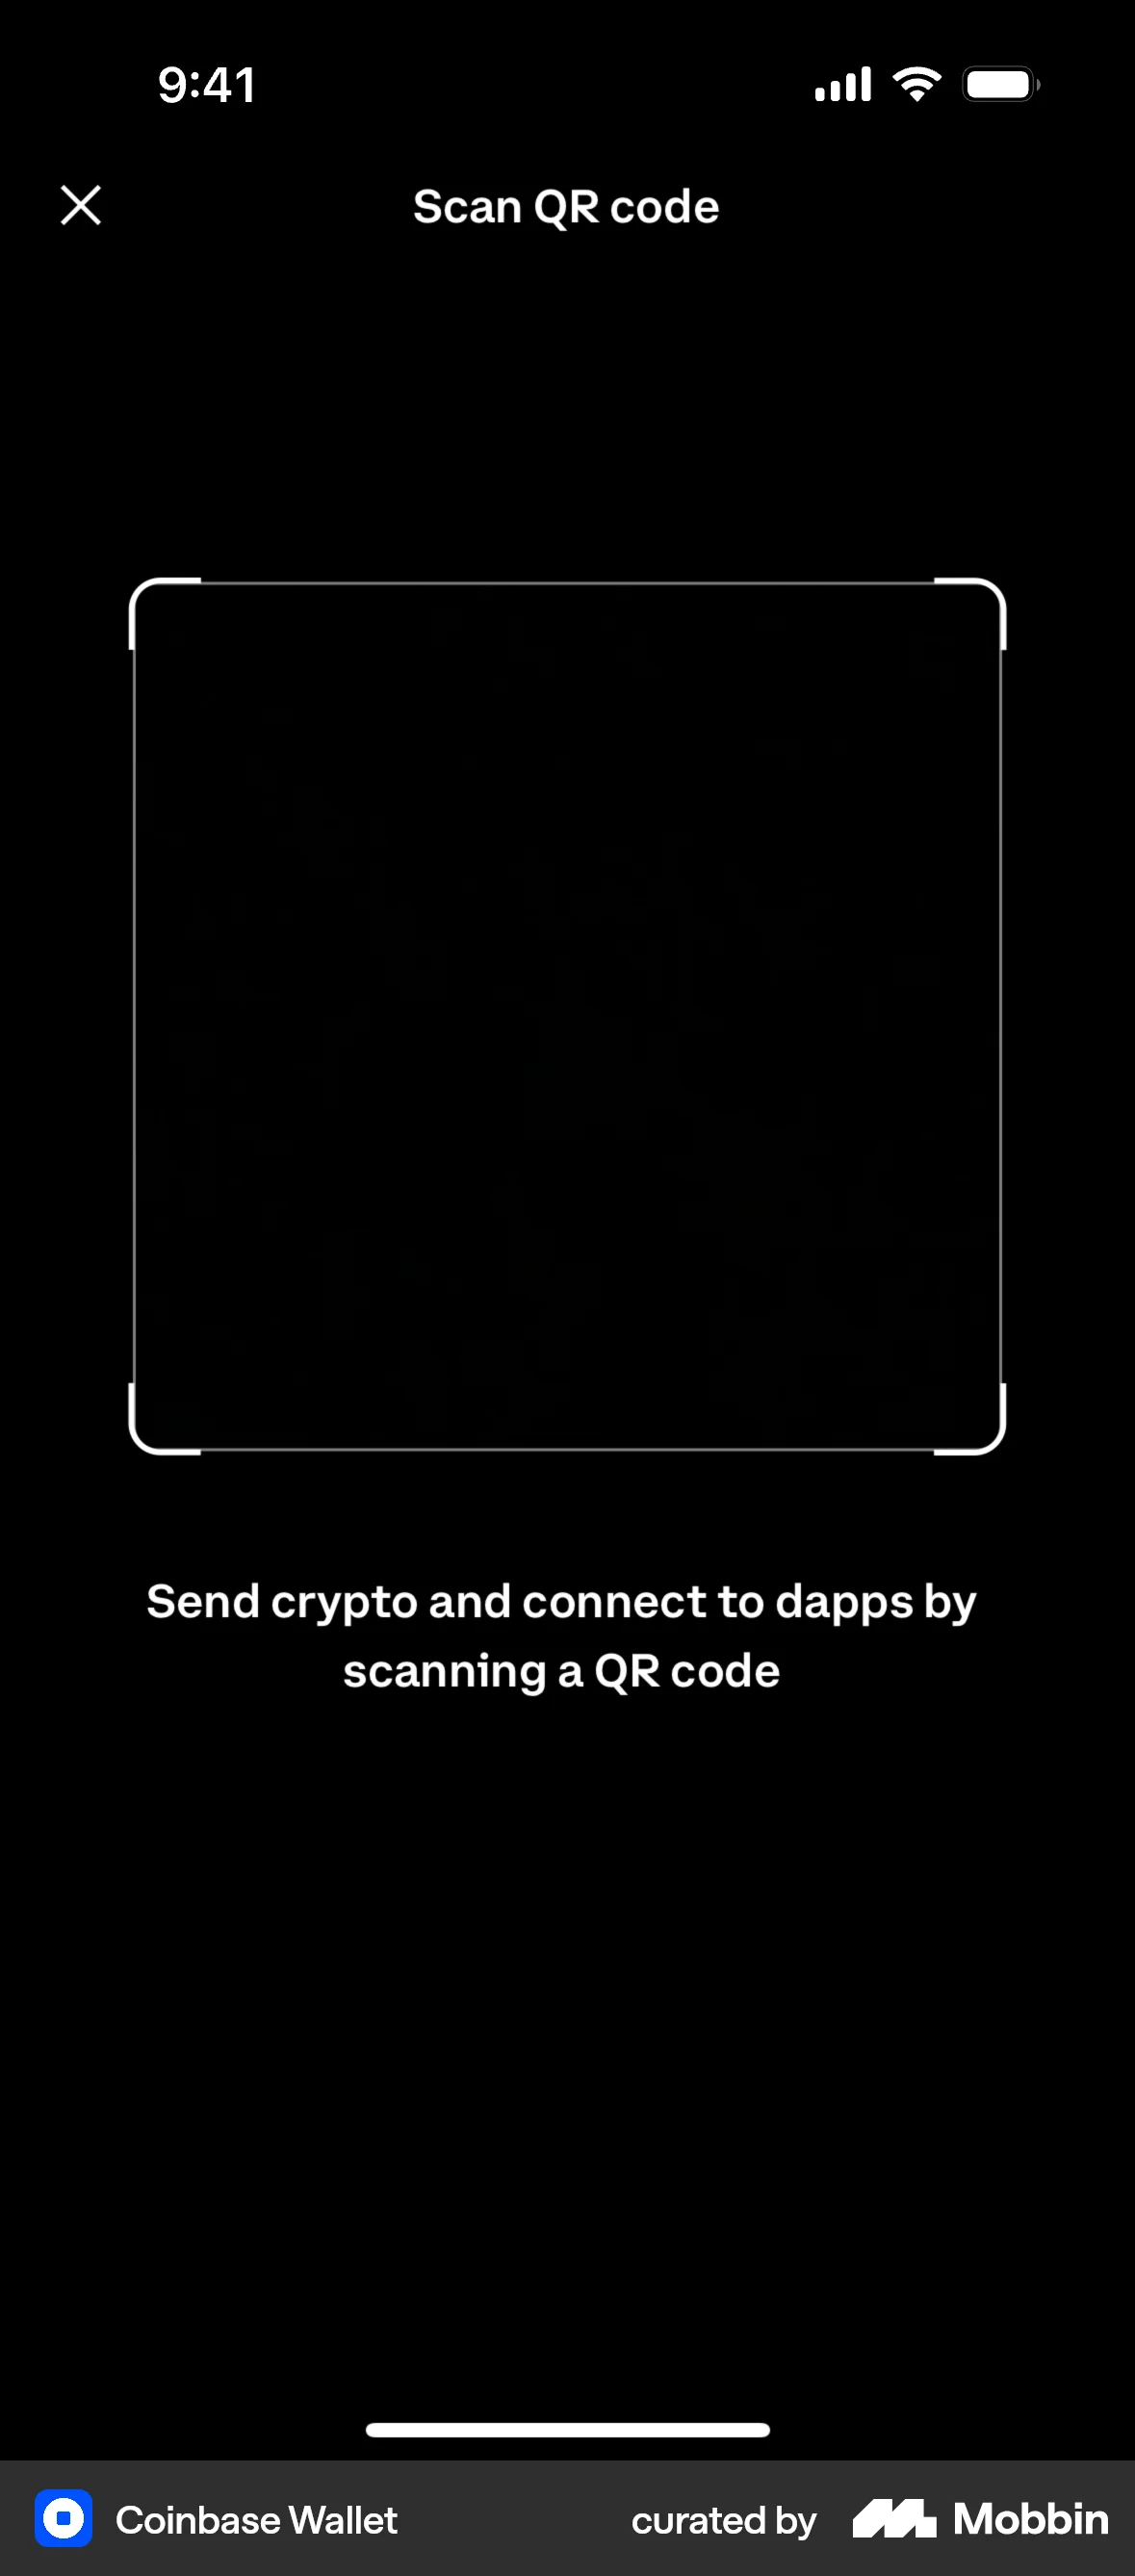 9:41
Scan QR code
Send crypto and connect to dapps by
scanning a QR code
Coinbase Wallet
curated by Mobbin